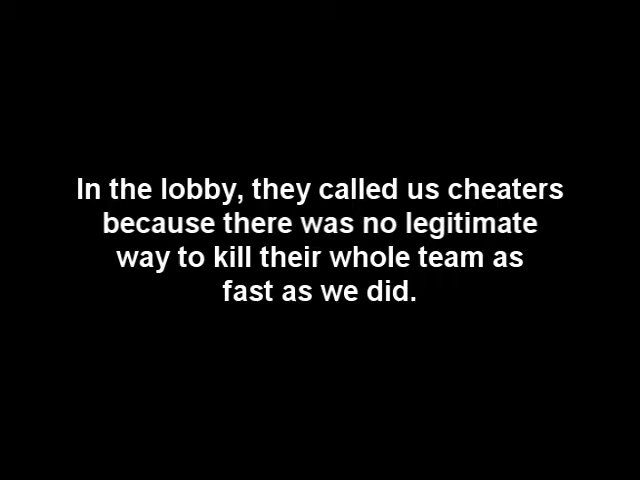 In the lobby, they called us cheaters
because there was no legitimate
way to kill their whole team as
fast as we did.